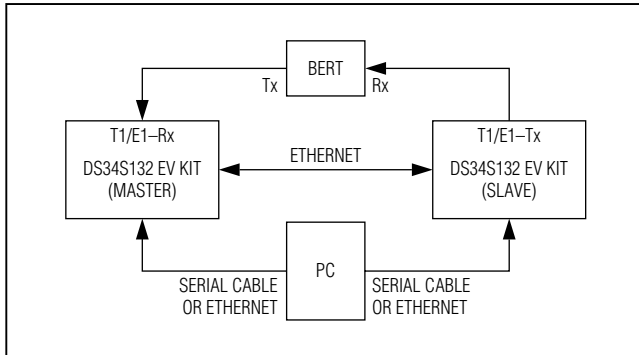 BERT
Tx
Rx
T1/E1–Rx
DS34S132 EV KIT
(MASTER)
ETHERNET
T1/E1–Tx
DS34S132 EV KIT
(SLAVE)
PC
SERIAL CABLE
OR ETHERNET
SERIAL CABLE
OR ETHERNET